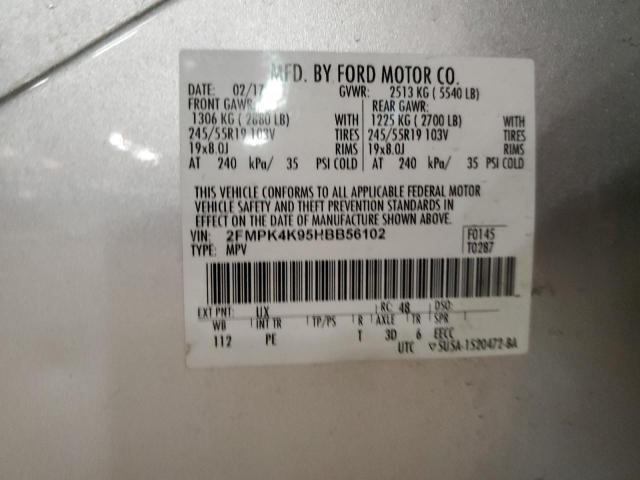 MFD. BY FORD MOTOR CO.
DATE: 02/17 GVWR: 2513 KG ( 5540 LB)
FRONT GAWR: REAR GAWR:
1306 KG ( 2880 LB) WITH 1225 KG ( 2700 LB) WITH
245/55R19 103V TIRES 245/55R19 103V TIRES
19x8.0J RIMS 19x8.0J RIMS
AT 240 kPa/ 35 PSI COLD AT 240 kPa/ 35 PSI COLD
THIS VEHICLE CONFORMS TO ALL APPLICABLE FEDERAL MOTOR
VEHICLE SAFETY AND THEFT PREVENTION STANDARDS IN
EFFECT ON THE DATE OF MANUFACTURE SHOWN ABOVE.
VIN: 2FMPK4K95HBB56102 F0145
TYPE: MPV T0287
EXT PNT: UX RC: 48 DSO:
WB INT TR TP/PS R AXLE TR SPR
112 PE T 3D 6 EECC
UTC ▽5U5A-1520472-BA